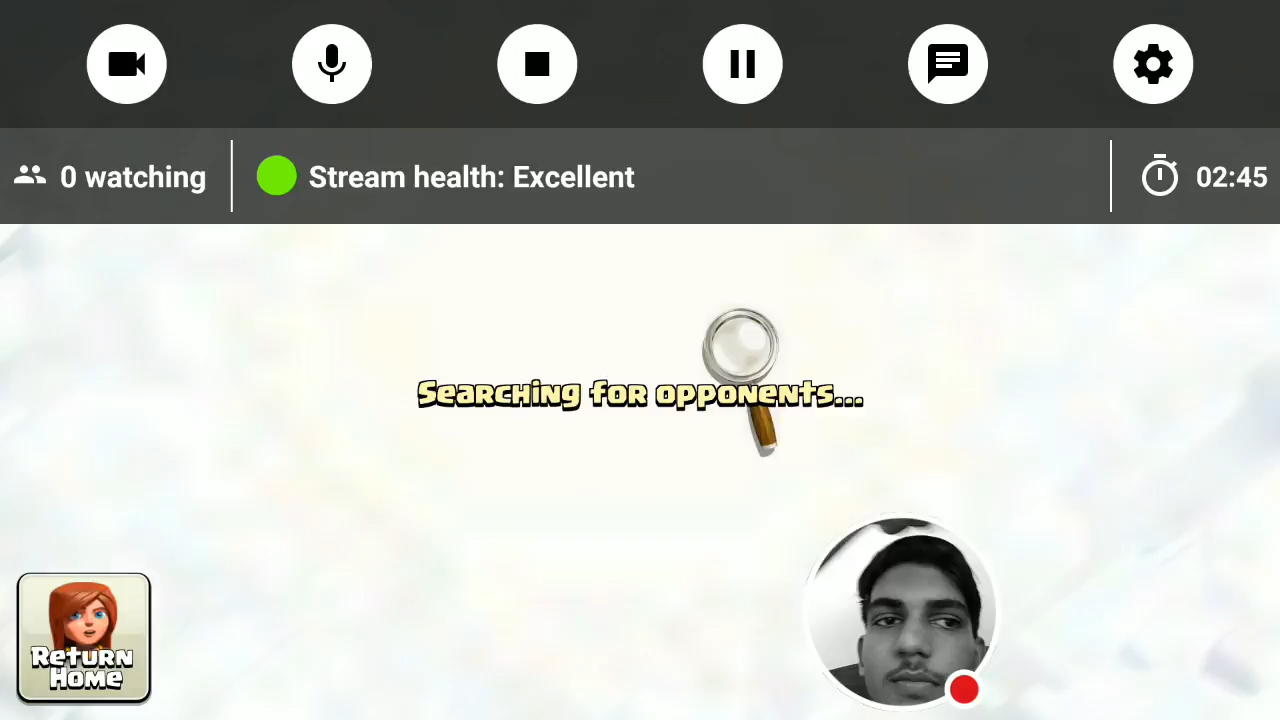 0 watching
Stream health: Excellent
02:45
Searching for opponents...
Return
Home